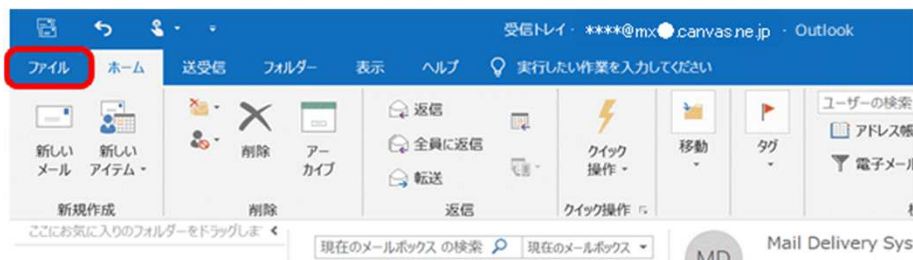 受信トレイ - ****@mx●.canvas.ne.jp - Outlook
ファイル ホーム 送受信 フォルダー 表示 ヘルプ 実行したい作業を入力してください
新しい
メール
新しい
アイテム
削除
アー
カイブ
返信
全員に返信
転送
クイック
操作
移動
タグ
ユーザーの検索
アドレス帳
電子メール
新規作成 削除 返信 クイック操作
ここにお気に入りのフォルダーをドラッグしま
現在のメールボックス の検索 現在のメールボックス
MD
Mail Delivery Sys